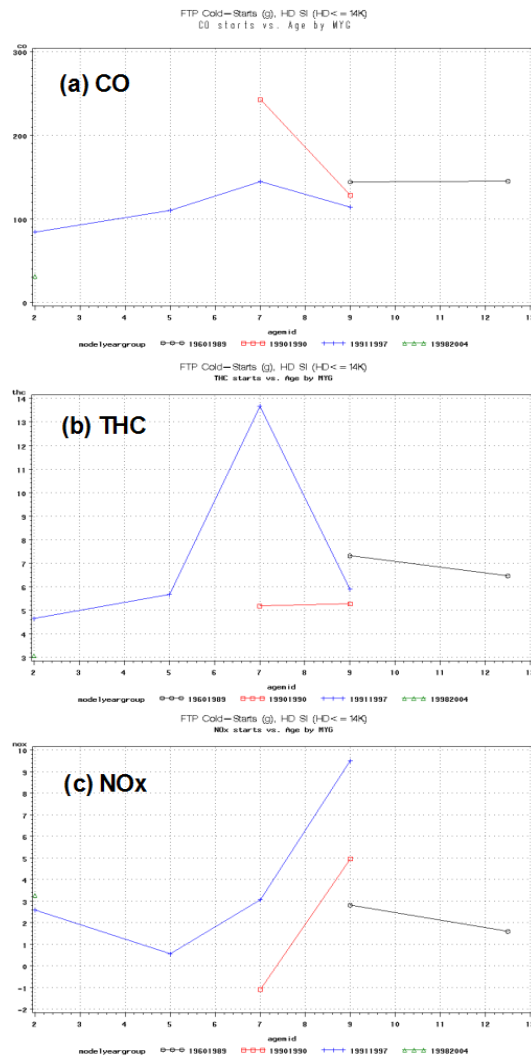 FTP Cold-Starts (g), HD SI (HD<=14K)
CO starts vs. Age by MYG
co
300
(a) CO
200
100
0
2 3 4 5 6 7 8 9 10 11 12 13
agemid
modelyeargroup 19601989 19901990 19911997 19982004
FTP Cold-Starts (g), HD SI (HD<=14K)
THC starts vs. Age by MYG
thc
14
(b) THC
13
12
11
10
9
8
7
6
5
4
3
2 3 4 5 6 7 8 9 10 11 12 13
agemid
modelyeargroup 19601989 19901990 19911997 19982004
FTP Cold-Starts (g), HD SI (HD<=14K)
NOx starts vs. Age by MYG
nox
10
9
(c) NOx
8
7
6
5
4
3
2
1
0
-1
-2
2 3 4 5 6 7 8 9 10 11 12 13
agemid
modelyeargroup 19601989 19901990 19911997 19982004